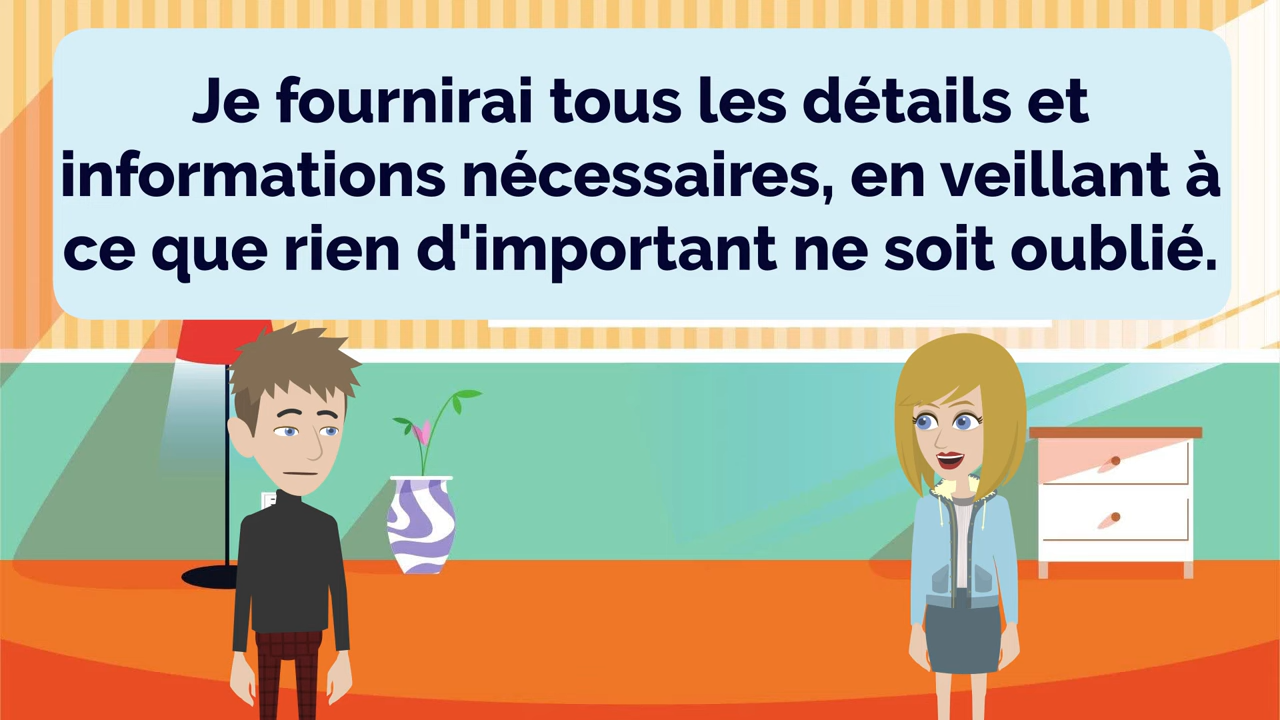 Je fournirai tous les détails et
informations nécessaires, en veillant à
ce que rien d'important ne soit oublié.